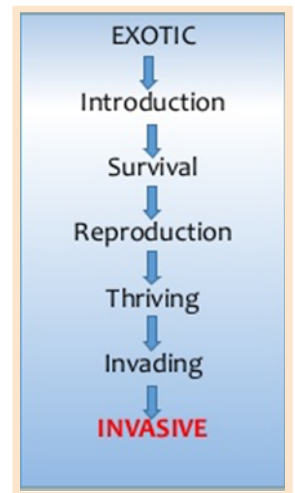 EXOTIC
Introduction
Survival
Reproduction
Thriving
Invading
INVASIVE